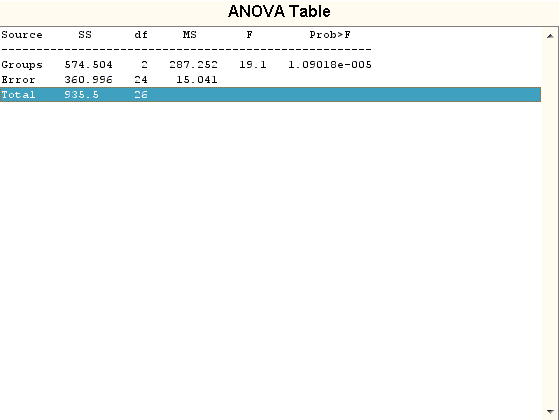 ANOVA Table
Source SS df MS F Prob>F
-----------------------------------------------------
Groups 574.504 2 287.252 19.1 1.09018e-005
Error 360.996 24 15.041
Total 935.5 26